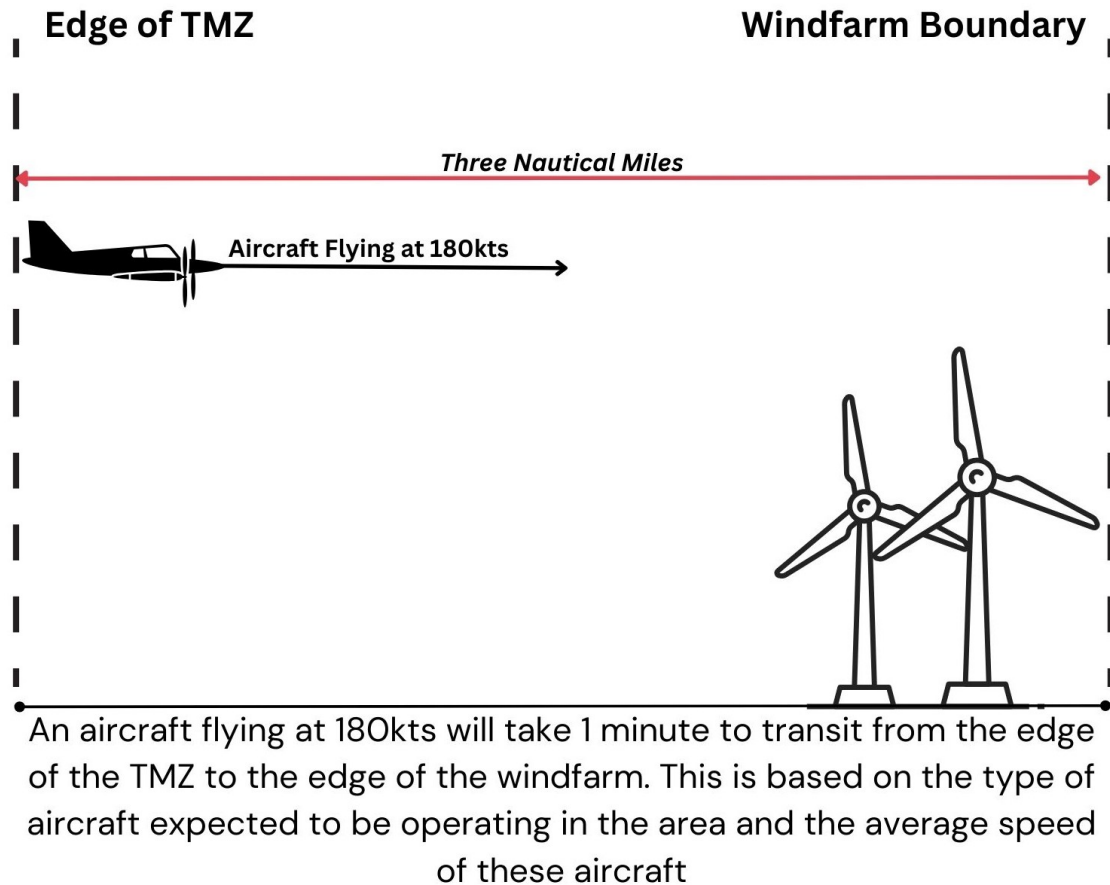 Edge of TMZ
Windfarm Boundary
Three Nautical Miles
Aircraft Flying at 180kts
An aircraft flying at 180kts will take 1 minute to transit from the edge
of the TMZ to the edge of the windfarm. This is based on the type of
aircraft expected to be operating in the area and the average speed
of these aircraft